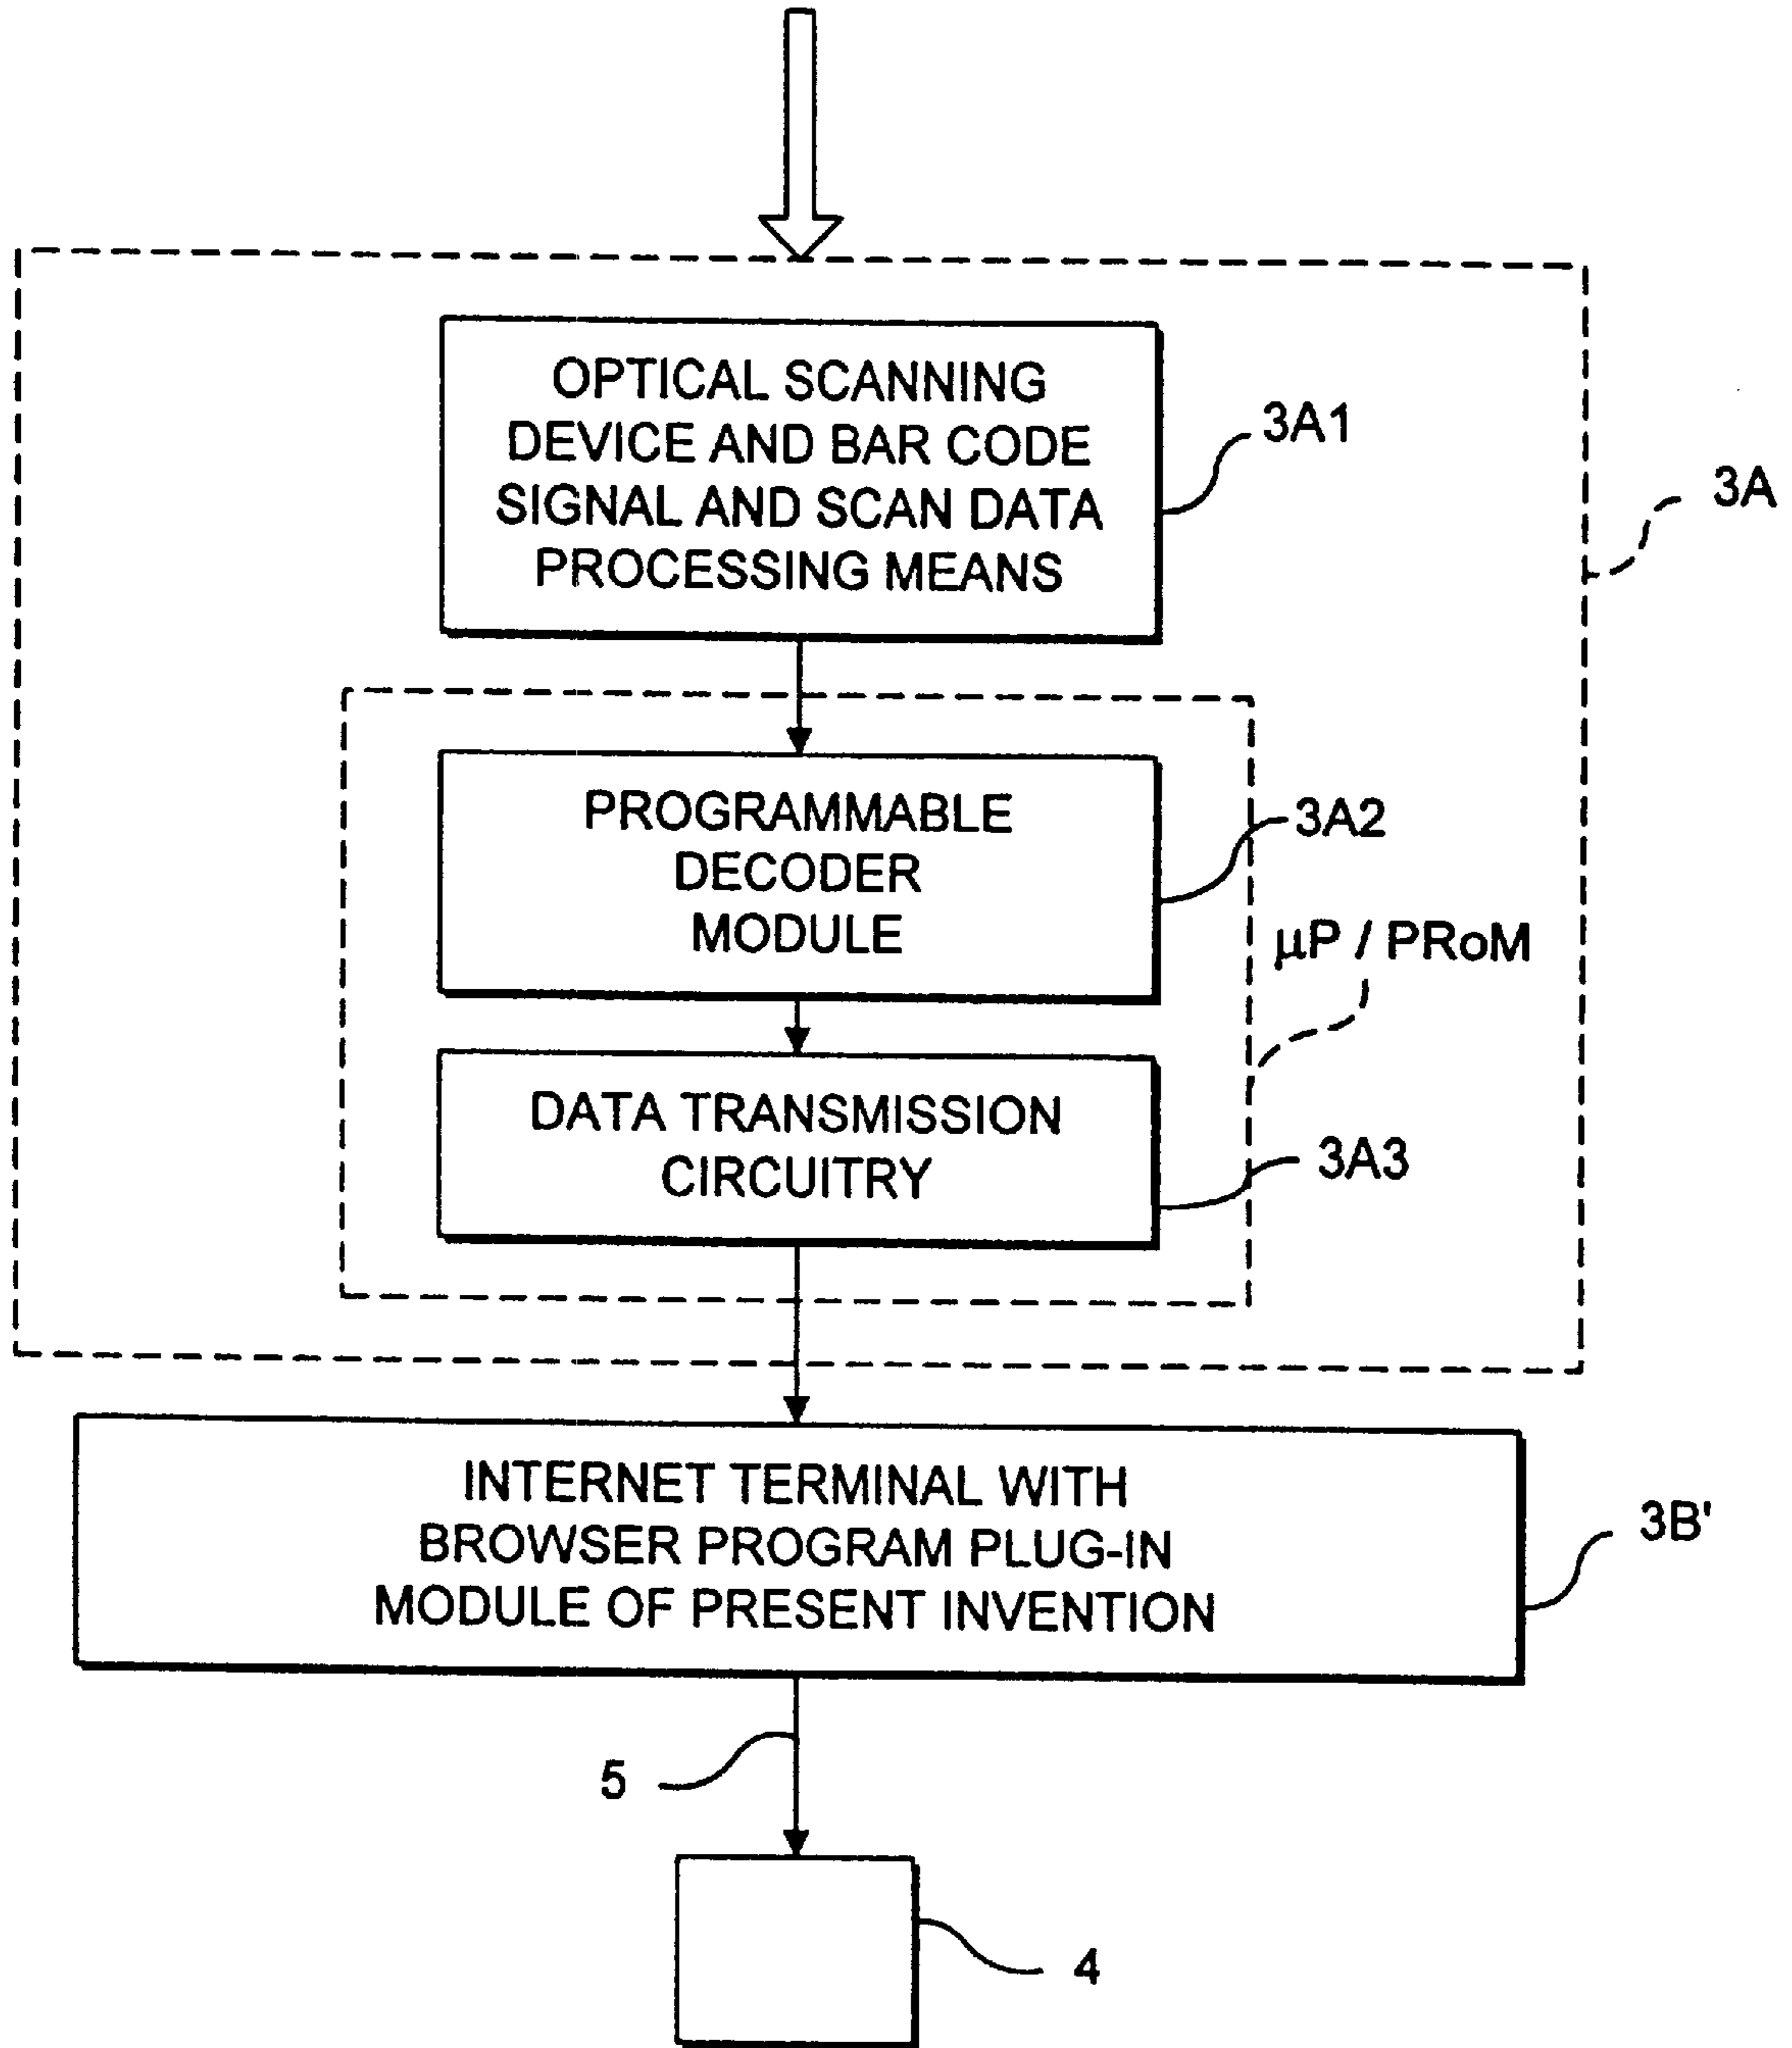 OPTICAL SCANNING
DEVICE AND BAR CODE
SIGNAL AND SCAN DATA
PROCESSING MEANS
3A1
3A
PROGRAMMABLE
DECODER
MODULE
3A2
μP / PRoM
DATA TRANSMISSION
CIRCUITRY
3A3
INTERNET TERMINAL WITH
BROWSER PROGRAM PLUG-IN
MODULE OF PRESENT INVENTION
3B'
5
4